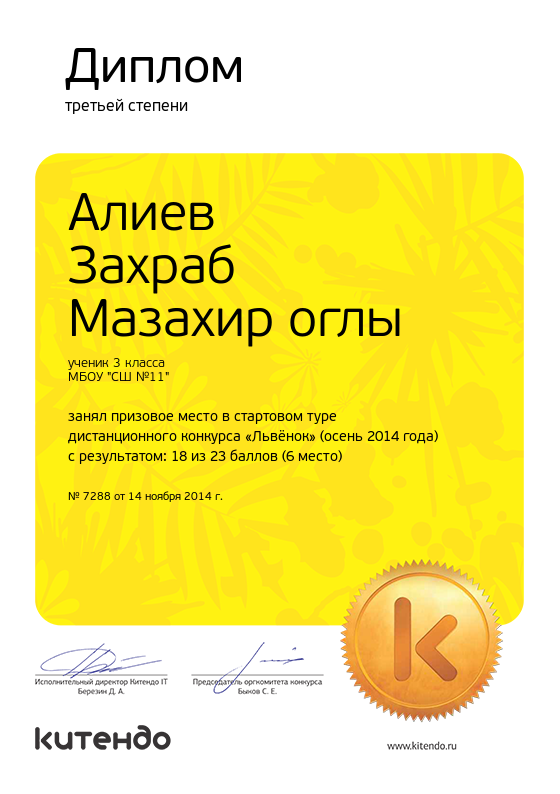 Диплом
третьей степени
Алиев
Захраб
Мазахир оглы
ученик 3 класса
МБОУ "СШ №11"
занял призовое место в стартовом туре
дистанционного конкурса «Львёнок» (осень 2014 года)
с результатом: 18 из 23 баллов (6 место)
№ 7288 от 14 ноября 2014 г.
Исполнительный директор Китендо IT
Березин Д. А.
Председатель оргкомитета конкурса
Быков С. Е.
китендо
www.kitendo.ru